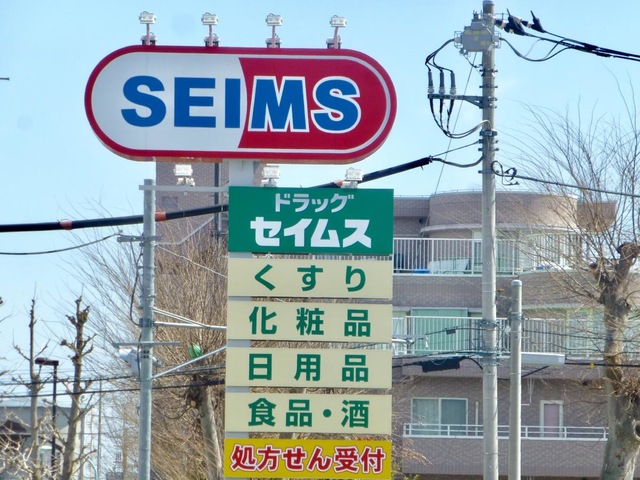 SEIMS
ドラッグ
セイムス
くすり
化粧品
日用品
食品・酒
処方せん受付